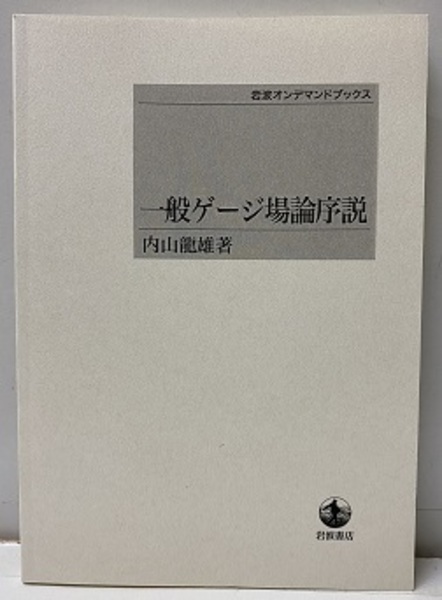 岩波オンデマンドブックス
一般ゲージ場論序説
内山龍雄著
岩波書店